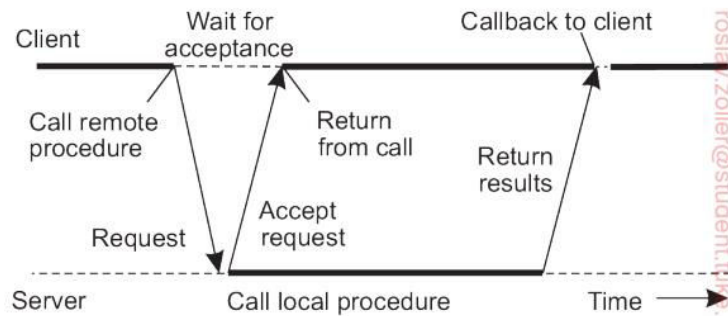 Client
Wait for
acceptance
Callback to client
Call remote
procedure
Return
from call
Return
results
Request
Accept
request
Server
Call local procedure
Time